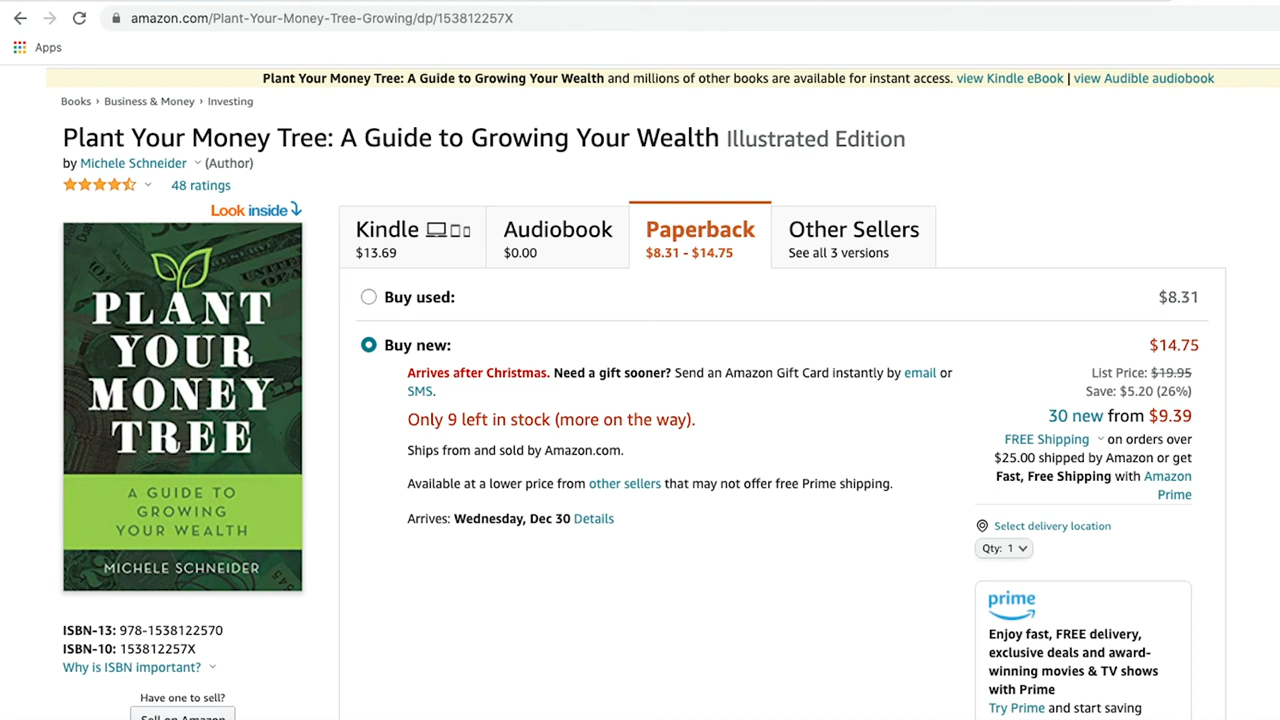 amazon.com/Plant-Your-Money-Tree-Growing/dp/153812257X
Apps
Plant Your Money Tree: A Guide to Growing Your Wealth and millions of other books are available for instant access. view Kindle eBook | view Audible audiobook
Books › Business & Money › Investing
Plant Your Money Tree: A Guide to Growing Your Wealth Illustrated Edition
by Michele Schneider (Author)
48 ratings
Look inside
PLANT
YOUR
MONEY
TREE
A GUIDE TO
GROWING
YOUR WEALTH
MICHELE SCHNEIDER
ISBN-13: 978-1538122570
ISBN-10: 153812257X
Why is ISBN important?
Have one to sell?
Sell on Amazon
Kindle
$13.69
Audiobook
$0.00
Paperback
$8.31 - $14.75
Other Sellers
See all 3 versions
Buy used: $8.31
Buy new: $14.75
Arrives after Christmas. Need a gift sooner? Send an Amazon Gift Card instantly by email or
SMS.
Only 9 left in stock (more on the way).
Ships from and sold by Amazon.com.
Available at a lower price from other sellers that may not offer free Prime shipping.
Arrives: Wednesday, Dec 30 Details
List Price: $19.95
Save: $5.20 (26%)
30 new from $9.39
FREE Shipping on orders over
$25.00 shipped by Amazon or get
Fast, Free Shipping with Amazon
Prime
Select delivery location
Qty: 1
prime
Enjoy fast, FREE delivery,
exclusive deals and award-
winning movies & TV shows
with Prime
Try Prime and start saving